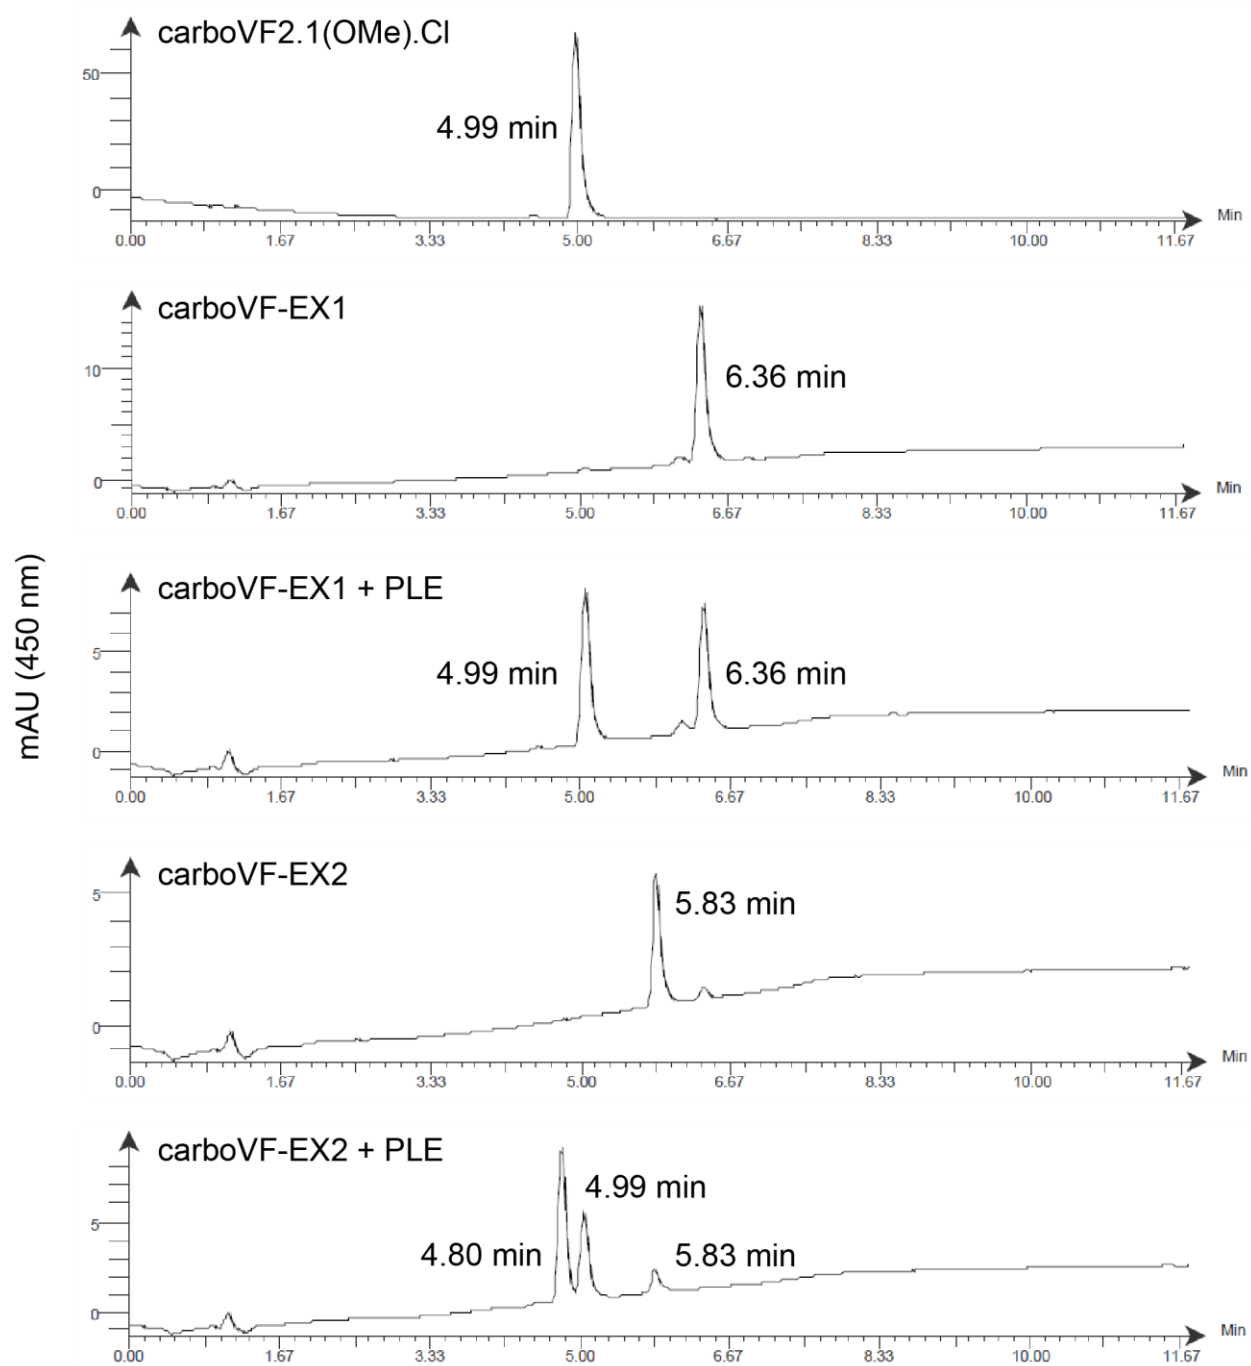 carboVF2.1(OMe).Cl
50
4.99 min
0
Min
0.00 1.67 3.33 5.00 6.67 8.33 10.00 11.67
carboVF-EX1
10
6.36 min
0
Min
0.00 1.67 3.33 5.00 6.67 8.33 10.00 11.67
mAU (450 nm)
carboVF-EX1 + PLE
5
4.99 min 6.36 min
0
Min
0.00 1.67 3.33 5.00 6.67 8.33 10.00 11.67
carboVF-EX2
5
5.83 min
0
Min
0.00 1.67 3.33 5.00 6.67 8.33 10.00 11.67
carboVF-EX2 + PLE
4.99 min
5
4.80 min 5.83 min
0
Min
0.00 1.67 3.33 5.00 6.67 8.33 10.00 11.67